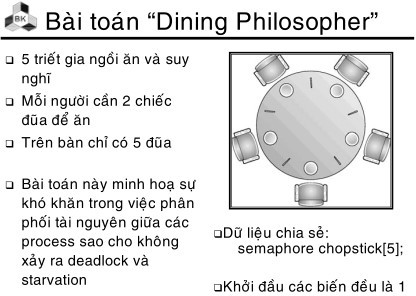 BK
Bài toán “Dining Philosopher”
❑ 5 triết gia ngồi ăn và suy
nghĩ
❑ Mỗi người cần 2 chiếc
đũa để ăn
❑ Trên bàn chỉ có 5 đũa
❑ Bài toán này minh hoạ sự
khó khăn trong việc phân
phối tài nguyên giữa các
process sao cho không
xảy ra deadlock và
starvation
❑Dữ liệu chia sẻ:
semaphore chopstick[5];
❑Khởi đầu các biến đều là 1